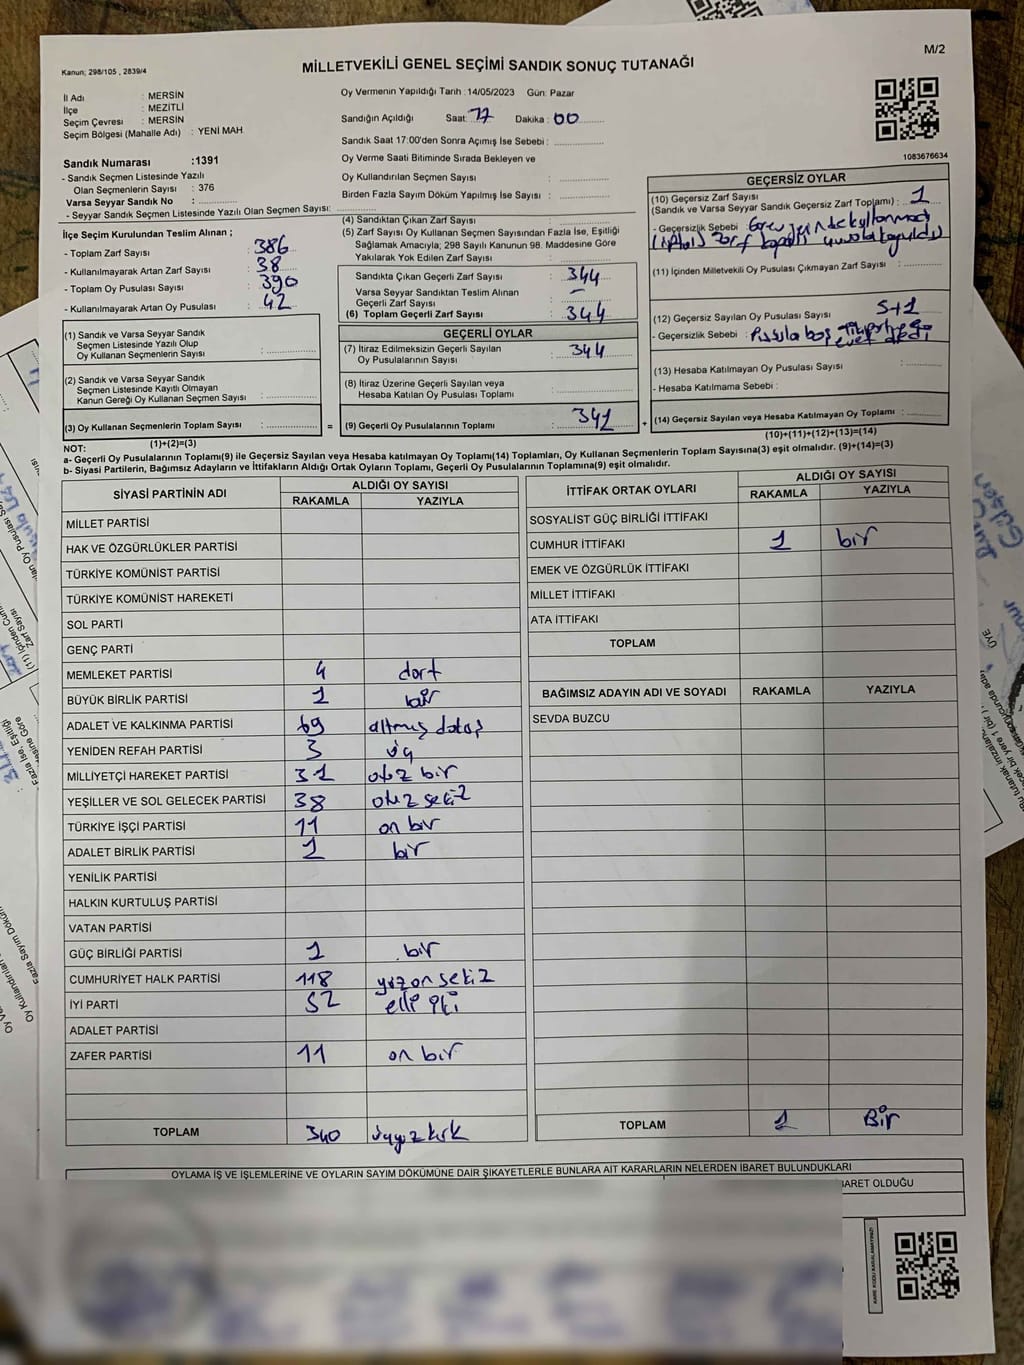 M/2
Kanun; 298/105 , 2839/4
MİLLETVEKİLİ GENEL SEÇİMİ SANDIK SONUÇ TUTANAĞI
İl Adı : MERSİN
İlçe : MEZİTLİ
Seçim Çevresi : MERSİN
Seçim Bölgesi (Mahalle Adı) : YENİ MAH
Sandık Numarası :1391
- Sandık Seçmen Listesinde Yazılı
Olan Seçmenlerin Sayısı : 376
Varsa Seyyar Sandık No :
- Seyyar Sandık Seçmen Listesinde Yazılı Olan Seçmen Sayısı:
İlçe Seçim Kurulundan Teslim Alınan ;
- Toplam Zarf Sayısı : 386
- Kullanılmayarak Artan Zarf Sayısı : 38
- Toplam Oy Pusulası Sayısı : 390
- Kullanılmayarak Artan Oy Pusulası : 42
Oy Vermenin Yapıldığı Tarih :14/05/2023 Gün: Pazar
Sandığın Açıldığı Saat: 17 Dakika : 00
Sandık Saat 17:00'den Sonra Açımış İse Sebebi :
Oy Verme Saati Bitiminde Sırada Bekleyen ve
Oy Kullandırılan Seçmen Sayısı :
Birden Fazla Sayım Döküm Yapılmış İse Sayısı :
(4) Sandıktan Çıkan Zarf Sayısı :
(5) Zarf Sayısı Oy Kullanan Seçmen Sayısından Fazla İse, Eşitliği
Sağlamak Amacıyla; 298 Sayılı Kanunun 98. Maddesine Göre
Yakılarak Yok Edilen Zarf Sayısı :
Sandıkta Çıkan Geçerli Zarf Sayısı : 344
Varsa Seyyar Sandıktan Teslim Alınan
Geçerli Zarf Sayısı : –
(6) Toplam Geçerli Zarf Sayısı : 344
1083676634
GEÇERSİZ OYLAR
(10) Geçersiz Zarf Sayısı
(Sandık ve Varsa Seyyar Sandık Geçersiz Zarf Toplamı) : 1
- Geçersizlik Sebebi :
(11) İçinden Milletvekili Oy Pusulası Çıkmayan Zarf Sayısı :
(12) Geçersiz Sayılan Oy Pusulası Sayısı : 5+1
- Geçersizlik Sebebi : Pusula boş
(13) Hesaba Katılmayan Oy Pusulası Sayısı :
- Hesaba Katılmama Sebebi :
(14) Geçersiz Sayılan veya Hesaba Katılmayan Oy Toplamı :
(10)+(11)+(12)+(13)=(14)
(1) Sandık ve Varsa Seyyar Sandık
Seçmen Listesinde Yazılı Olup
Oy Kullanan Seçmenlerin Sayısı :
(2) Sandık ve Varsa Seyyar Sandık
Seçmen Listesinde Kayıtlı Olmayan
Kanun Gereği Oy Kullanan Seçmen Sayısı :
(3) Oy Kullanan Seçmenlerin Toplam Sayısı : =
(1)+(2)=(3)
GEÇERLİ OYLAR
(7) İtiraz Edilmeksizin Geçerli Sayılan
Oy Pusulalarının Sayısı : 344
(8) İtiraz Üzerine Geçerli Sayılan veya
Hesaba Katılan Oy Pusulası Toplamı :
(9) Geçerli Oy Pusulalarının Toplamı : 341 +
NOT:
a- Geçerli Oy Pusulalarının Toplamı(9) ile Geçersiz Sayılan veya Hesaba katılmayan Oy Toplamı(14) Toplamları, Oy Kullanan Seçmenlerin Toplam Sayısına(3) eşit olmalıdır. (9)+(14)=(3)
b- Siyasi Partilerin, Bağımsız Adayların ve İttifakların Aldığı Ortak Oyların Toplamı, Geçerli Oy Pusulalarının Toplamına(9) eşit olmalıdır.
SİYASİ PARTİNİN ADI ALDIĞI OY SAYISI
RAKAMLA YAZIYLA
MİLLET PARTİSİ
HAK VE ÖZGÜRLÜKLER PARTİSİ
TÜRKİYE KOMÜNİST PARTİSİ
TÜRKİYE KOMÜNİST HAREKETİ
SOL PARTİ
GENÇ PARTİ
MEMLEKET PARTİSİ 4 dört
BÜYÜK BİRLİK PARTİSİ 1 bir
ADALET VE KALKINMA PARTİSİ 69 altmış dokuz
YENİDEN REFAH PARTİSİ 3 üç
MİLLİYETÇİ HAREKET PARTİSİ 31 otuz bir
YEŞİLLER VE SOL GELECEK PARTİSİ 38 otuz sekiz
TÜRKİYE İŞÇİ PARTİSİ 11 on bir
ADALET BİRLİK PARTİSİ 1 bir
YENİLİK PARTİSİ
HALKIN KURTULUŞ PARTİSİ
VATAN PARTİSİ
GÜÇ BİRLİĞİ PARTİSİ 1 bir
CUMHURİYET HALK PARTİSİ 118 yüz on sekiz
İYİ PARTİ 52 elli iki
ADALET PARTİSİ
ZAFER PARTİSİ 11 on bir
TOPLAM 340 üçyüz kırk
İTTİFAK ORTAK OYLARI ALDIĞI OY SAYISI
RAKAMLA YAZIYLA
SOSYALİST GÜÇ BİRLİĞİ İTTİFAKI
CUMHUR İTTİFAKI 1 bir
EMEK VE ÖZGÜRLÜK İTTİFAKI
MİLLET İTTİFAKI
ATA İTTİFAKI
TOPLAM
BAĞIMSIZ ADAYIN ADI VE SOYADI RAKAMLA YAZIYLA
SEVDA BUZCU
TOPLAM 1 Bir
OYLAMA İŞ VE İŞLEMLERİNE VE OYLARIN SAYIM DÖKÜMÜNE DAİR ŞİKAYETLERLE BUNLARA AİT KARARLARIN NELERDEN İBARET BULUNDUKLARI
BARET OLDUĞU